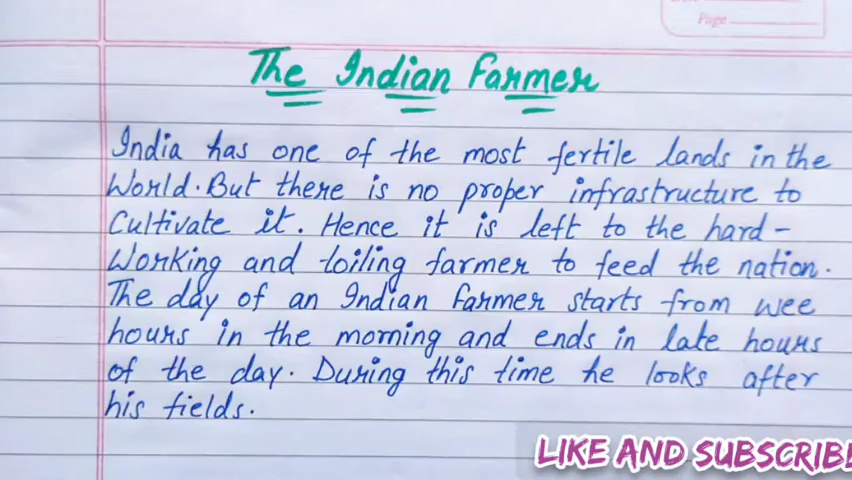 Page
The Indian Farmer
India has one of the most fertile lands in the
World. But there is no proper infrastructure to
Cultivate it. Hence it is left to the hard-
Working and toiling farmer to feed the nation.
The day of an Indian Farmer starts from wee
hours in the morning and ends in late hours
of the day. During this time he looks after
his fields.
LIKE AND SUBSCRIBE